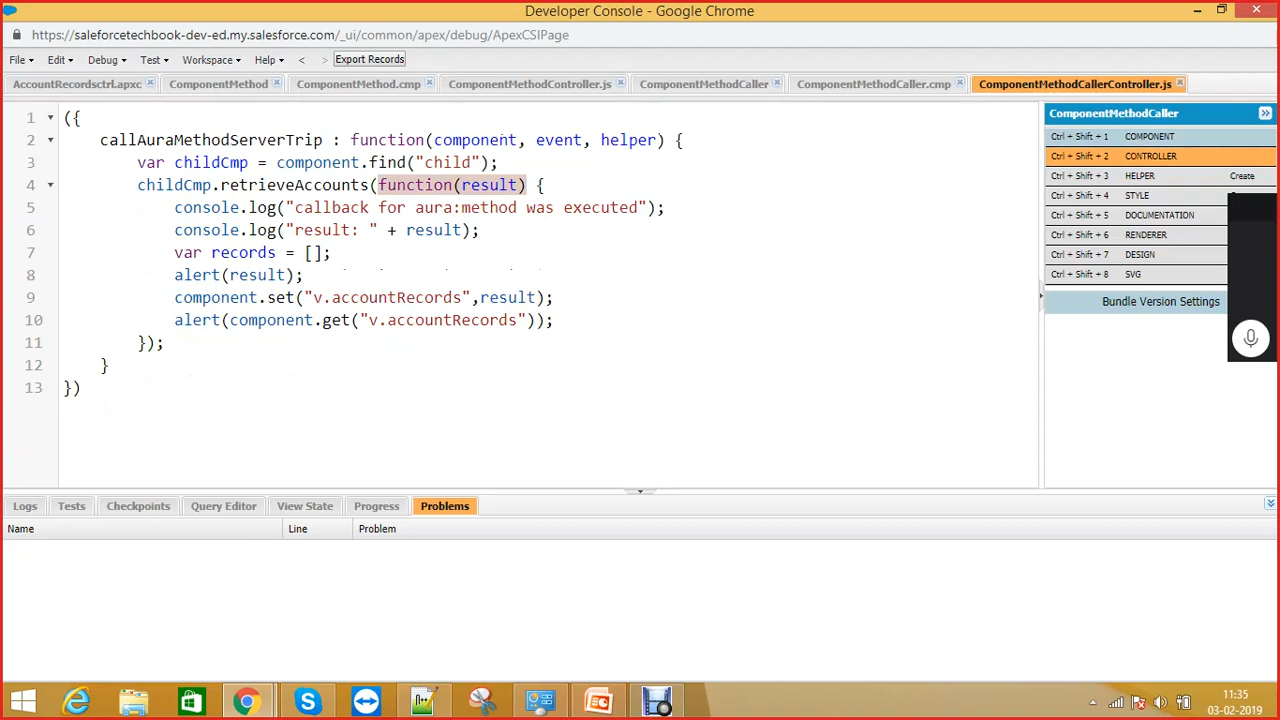 Developer Console - Google Chrome
https://saleforcetechbook-dev-ed.my.salesforce.com/_ui/common/apex/debug/ApexCSIPage
File Edit Debug Test Workspace Help < > Export Records
AccountRecordsctrl.apxc ComponentMethod ComponentMethod.cmp ComponentMethodController.js ComponentMethodCaller ComponentMethodCaller.cmp ComponentMethodCallerController.js
1 ({
2 callAuraMethodServerTrip : function(component, event, helper) {
3 var childCmp = component.find("child");
4 childCmp.retrieveAccounts(function(result) {
5 console.log("callback for aura:method was executed");
6 console.log("result: " + result);
7 var records = [];
8 alert(result);
9 component.set("v.accountRecords",result);
10 alert(component.get("v.accountRecords"));
11 });
12 }
13 })
ComponentMethodCaller
Ctrl + Shift + 1 COMPONENT
Ctrl + Shift + 2 CONTROLLER
Ctrl + Shift + 3 HELPER Create
Ctrl + Shift + 4 STYLE
Ctrl + Shift + 5 DOCUMENTATION
Ctrl + Shift + 6 RENDERER
Ctrl + Shift + 7 DESIGN
Ctrl + Shift + 8 SVG
Bundle Version Settings
Logs Tests Checkpoints Query Editor View State Progress Problems
Name Line Problem
11:35
03-02-2019